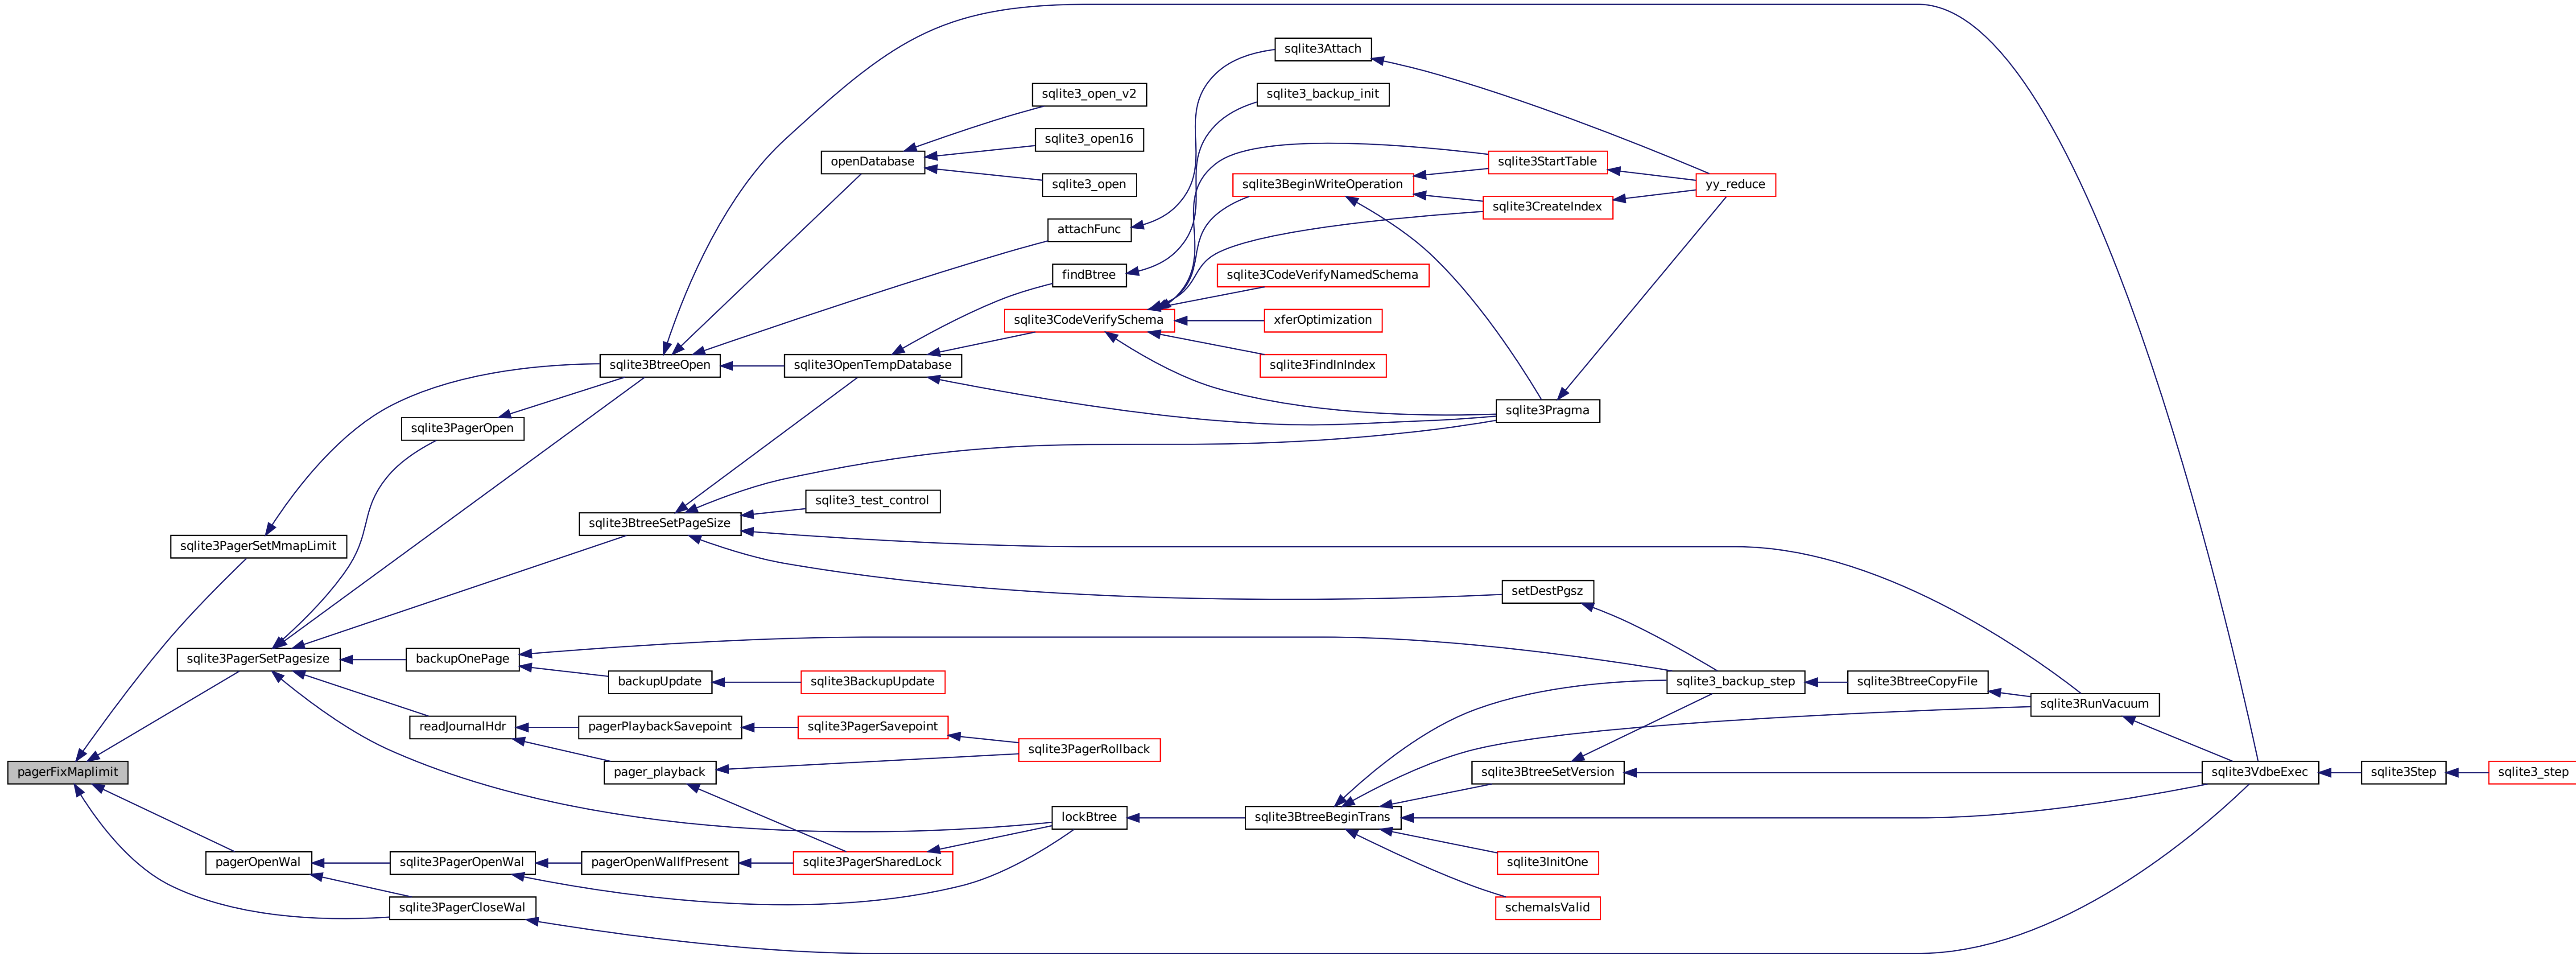 sqlite3Attach
sqlite3_open_v2
sqlite3_backup_init
sqlite3_open16
openDatabase
sqlite3StartTable
sqlite3_open
sqlite3BeginWriteOperation
yy_reduce
sqlite3CreateIndex
attachFunc
findBtree
sqlite3CodeVerifyNamedSchema
sqlite3CodeVerifySchema
xferOptimization
sqlite3BtreeOpen
sqlite3OpenTempDatabase
sqlite3FindInIndex
sqlite3Pragma
sqlite3PagerOpen
sqlite3_test_control
sqlite3BtreeSetPageSize
sqlite3PagerSetMmapLimit
setDestPgsz
sqlite3PagerSetPagesize
backupOnePage
backupUpdate
sqlite3BackupUpdate
sqlite3_backup_step
sqlite3BtreeCopyFile
sqlite3RunVacuum
readJournalHdr
pagerPlaybackSavepoint
sqlite3PagerSavepoint
sqlite3PagerRollback
pagerFixMaplimit
pager_playback
sqlite3BtreeSetVersion
sqlite3VdbeExec
sqlite3Step
sqlite3_step
lockBtree
sqlite3BtreeBeginTrans
pagerOpenWal
sqlite3PagerOpenWal
pagerOpenWalIfPresent
sqlite3PagerSharedLock
sqlite3InitOne
sqlite3PagerCloseWal
schemaIsValid